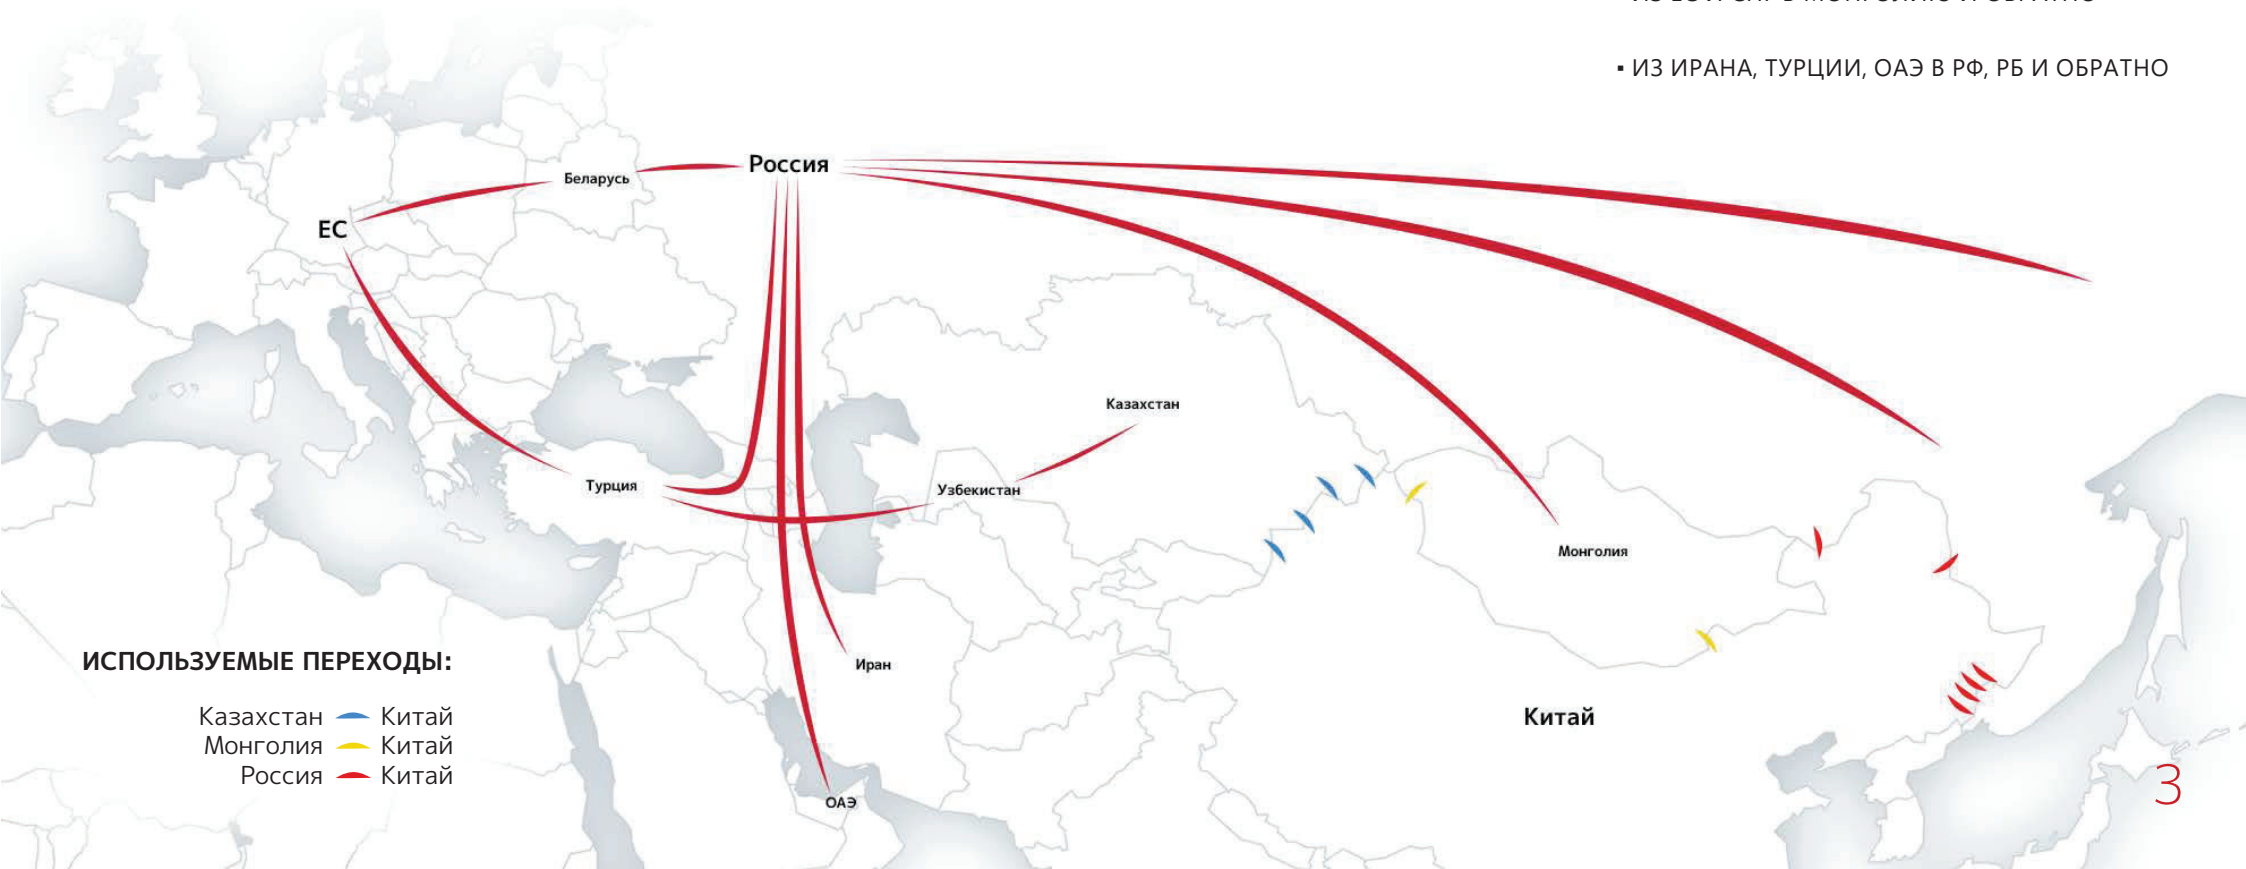 ▪ ИЗ ИРАНА, ТУРЦИИ, ОАЭ В РФ, РБ И ОБРАТНО
Россия
Беларусь
ЕС
Казахстан
Турция
Узбекистан
Монголия
Иран
Китай
ОАЭ
ИСПОЛЬЗУЕМЫЕ ПЕРЕХОДЫ:
Казахстан Китай
Монголия Китай
Россия Китай
3